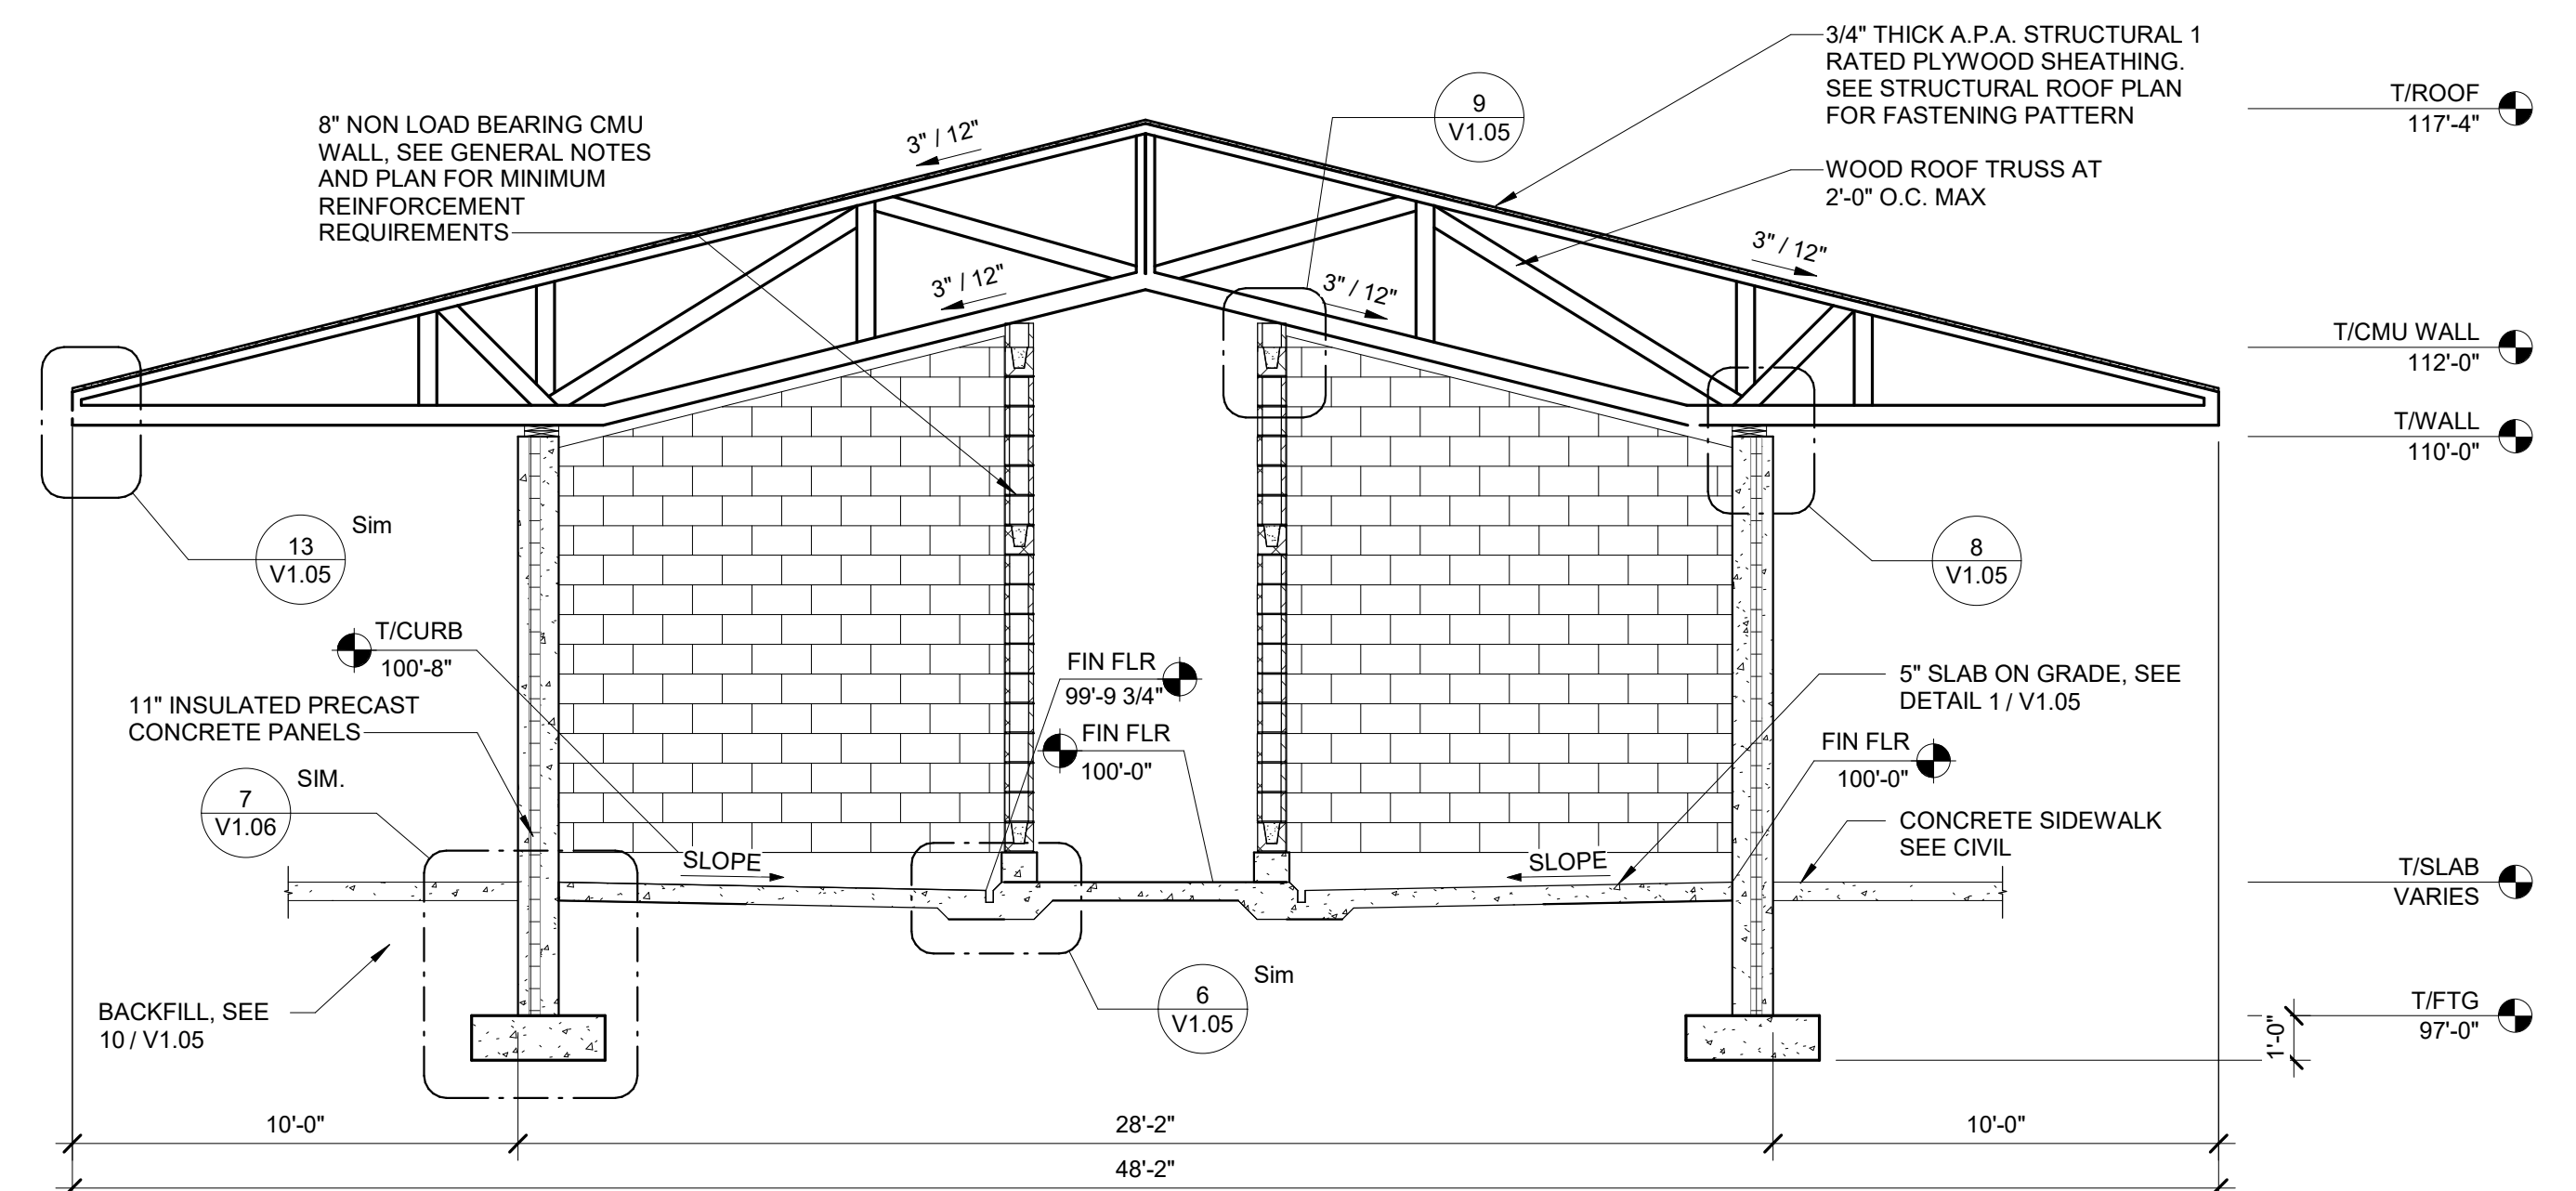 3/4" THICK A.P.A. STRUCTURAL 1
RATED PLYWOOD SHEATHING.
SEE STRUCTURAL ROOF PLAN
FOR FASTENING PATTERN
T/ROOF
117'-4"
9
V1.05
8" NON LOAD BEARING CMU
WALL, SEE GENERAL NOTES
AND PLAN FOR MINIMUM
REINFORCEMENT
REQUIREMENTS
3" / 12"
WOOD ROOF TRUSS AT
2'-0" O.C. MAX
3" / 12"
3" / 12"
3" / 12"
T/CMU WALL
112'-0"
T/WALL
110'-0"
Sim
13
V1.05
8
V1.05
T/CURB
100'-8"
FIN FLR
99'-9 3/4"
5" SLAB ON GRADE, SEE
DETAIL 1 / V1.05
11" INSULATED PRECAST
CONCRETE PANELS
FIN FLR
100'-0"
FIN FLR
100'-0"
SIM.
7
V1.06
CONCRETE SIDEWALK
SEE CIVIL
SLOPE
SLOPE
T/SLAB
VARIES
Sim
6
V1.05
BACKFILL, SEE
10 / V1.05
T/FTG
97'-0"
1'-0"
10'-0"
28'-2"
10'-0"
48'-2"